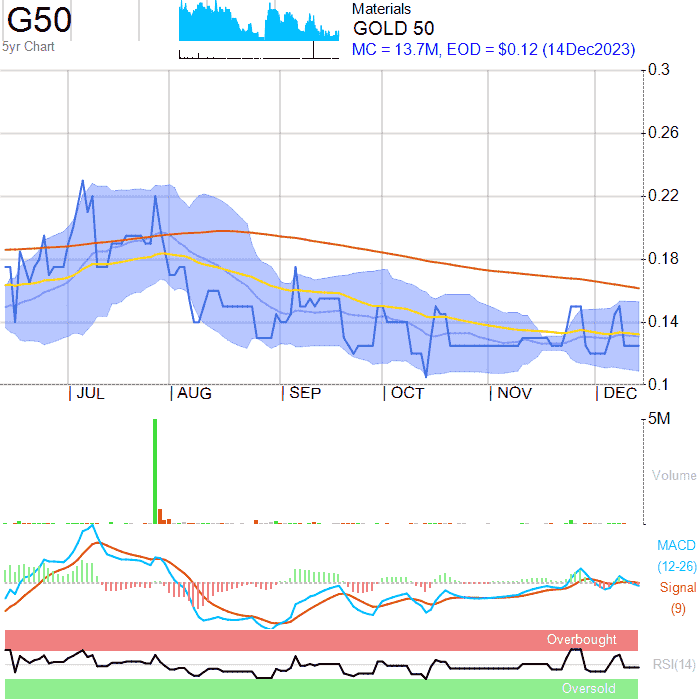 G50
5yr Chart
Materials
GOLD 50
MC = 13.7M, EOD = $0.12 (14Dec2023)
0.3
0.26
0.22
0.18
0.14
0.1
JUL AUG SEP OCT NOV DEC
5M
Volume
MACD
(12-26)
Signal
(9)
Overbought
RSI(14)
Oversold